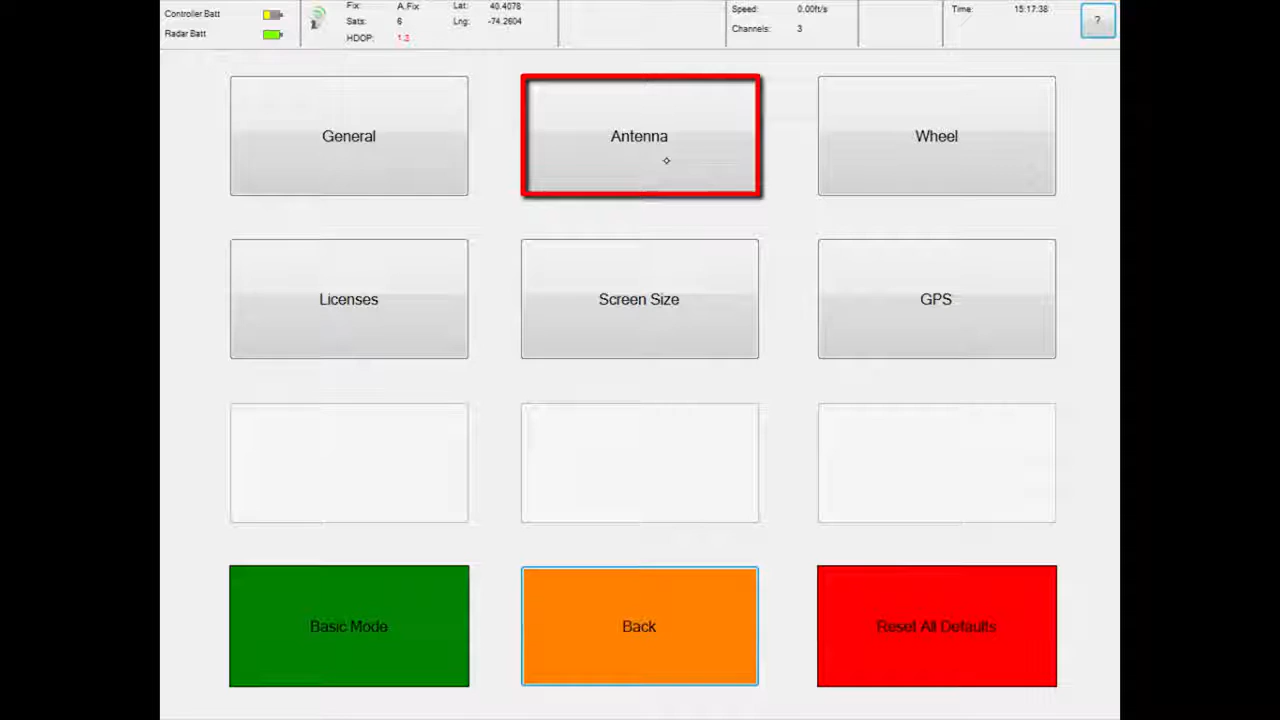 Controller Batt
Radar Batt
Fix: A.Fix
Sats: 6
HDOP: 1.3
Lat: 40.4078
Lng: -74.2604
Speed: 0.00ft/s
Channels: 3
Time: 15:17:38
?
General
Antenna
Wheel
Licenses
Screen Size
GPS
Basic Mode
Back
Reset All Defaults